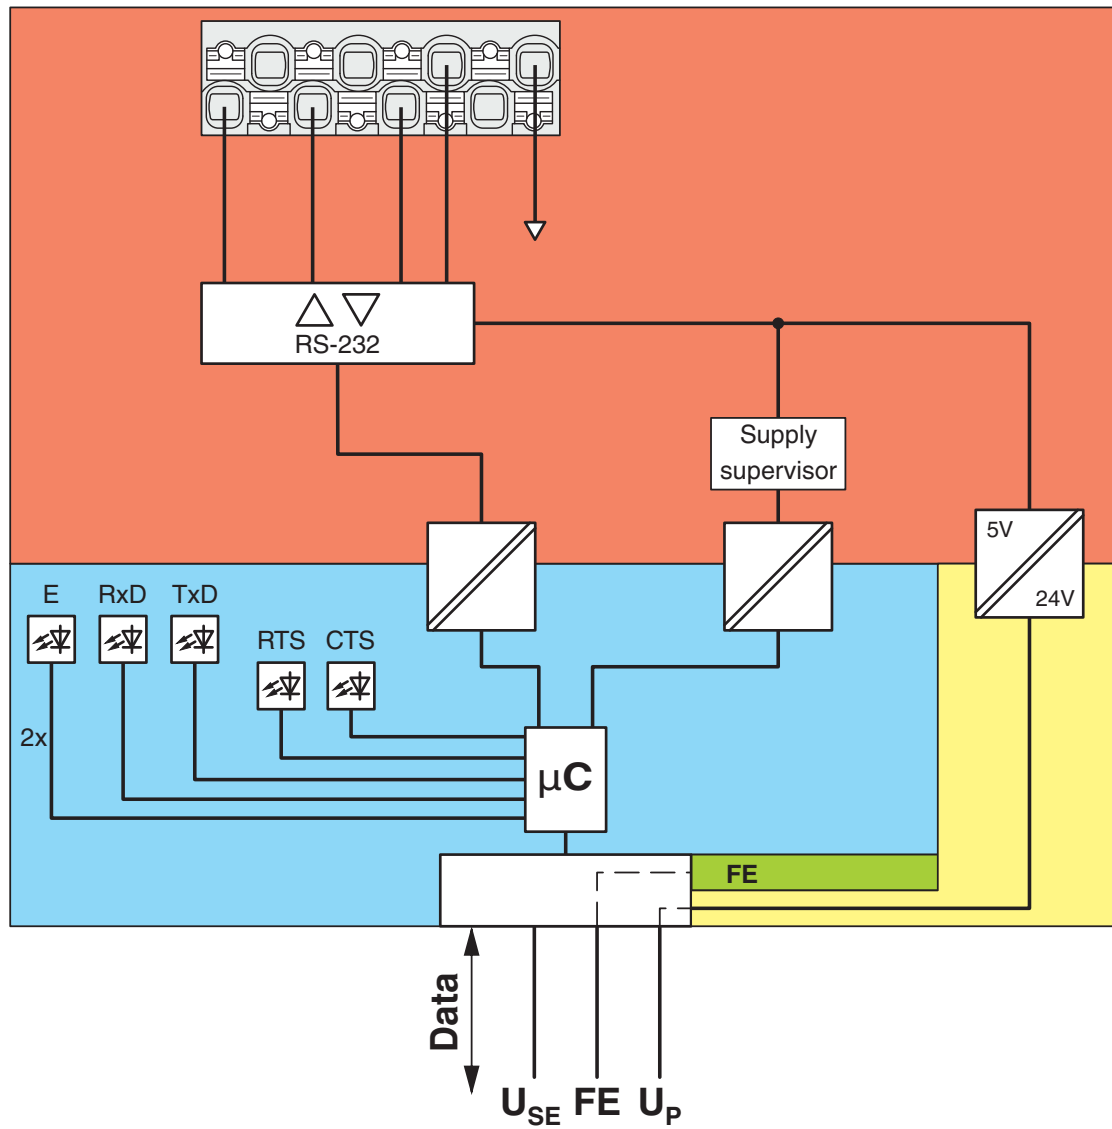 RS-232
Supply
supervisor
5V
24V
E RxD TxD
RTS CTS
2x
µC
FE
Data
USE FE UP